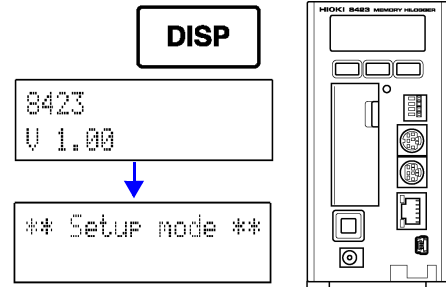 DISP
8423
V 1.00
** Setup mode **
HIOKI 8423 MEMORY HiLOGGER